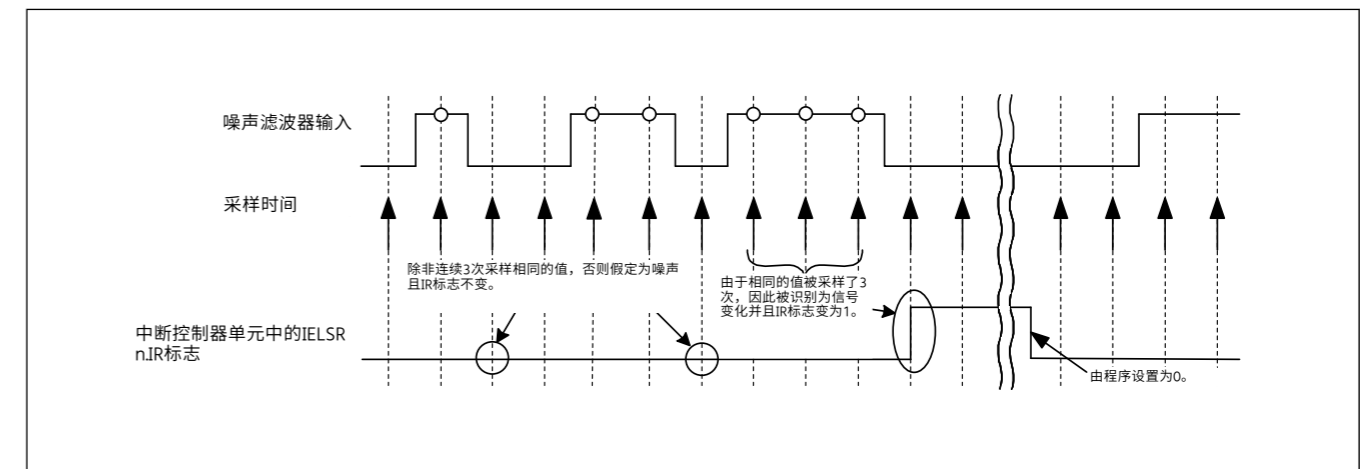 噪声滤波器输入
采样时间
除非连续3次采样相同的值，否则假定为噪声
且IR标志不变。
由于相同的值被采样了3
次，因此被识别为信号
变化并且IR标志变为1。
中断控制器单元中的IELSR
n.IR标志
由程序设置为0。